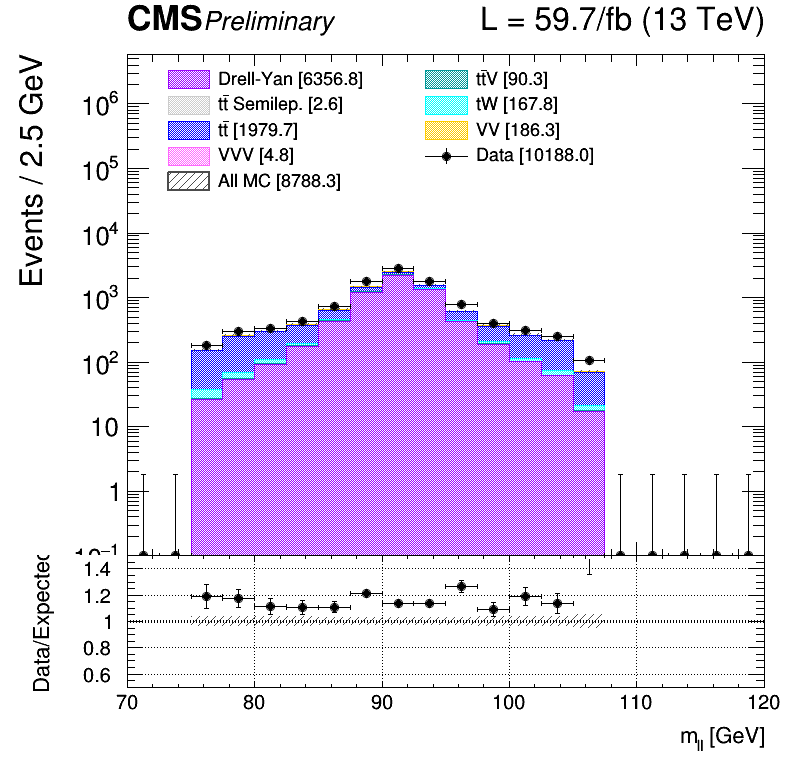 CMS Preliminary L = 59.7/fb (13 TeV)
Events / 2.5 GeV
Drell-Yan [6356.8]
tt̄ Semilep. [2.6]
tt̄ [1979.7]
VVV [4.8]
All MC [8788.3]
tt̄V [90.3]
tW [167.8]
VV [186.3]
Data [10188.0]
10⁶
10⁵
10⁴
10³
10²
10
1
10⁻¹
Data/Expected
1.4
1.2
1
0.8
0.6
70 80 90 100 110 120
m_ll [GeV]